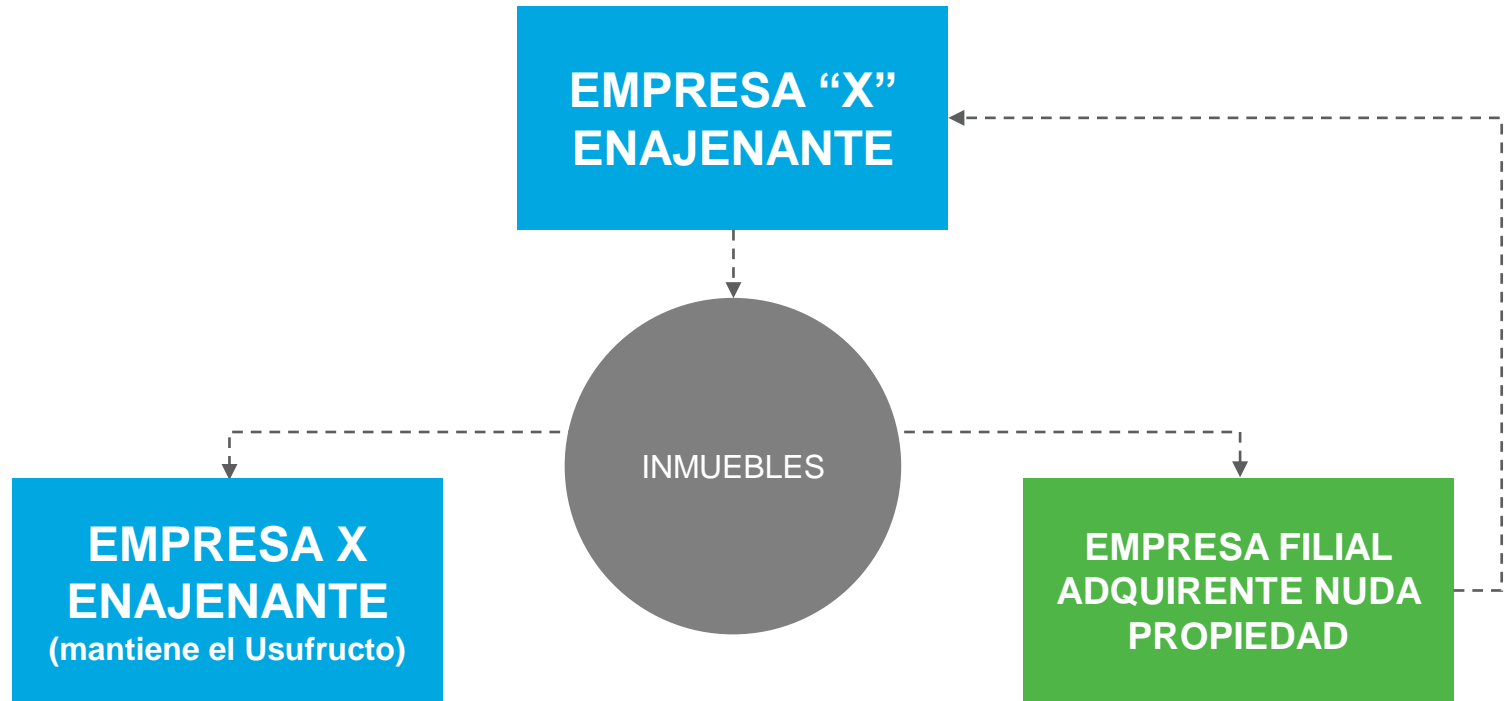 EMPRESA “X”
ENAJENANTE
INMUEBLES
EMPRESA X
ENAJENANTE
(mantiene el Usufructo)
EMPRESA FILIAL
ADQUIRENTE NUDA
PROPIEDAD